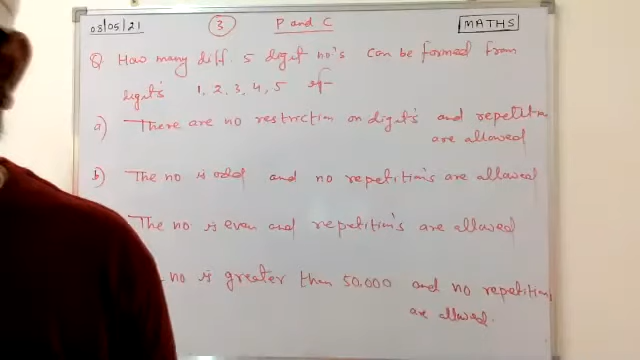 03/05/21 3 P and C MATHS
Q How many diff. 5 digit no's can be formed from
digits 1, 2, 3, 4, 5 if
a) There are no restriction on digit's and repetition
are allowed
b) The no is odd and no repetition's are allowed
The no is even and repetition's are allowed
no is greater than 50,000 and no repetition
are allowed.